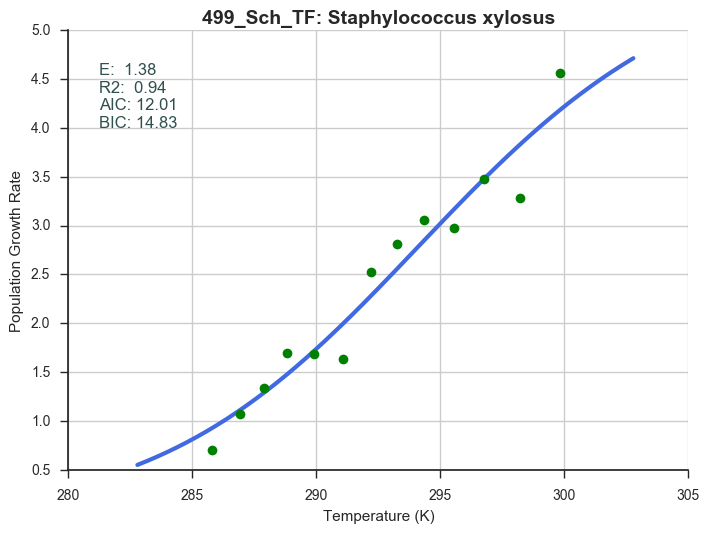 499_Sch_TF: Staphylococcus xylosus
E: 1.38
R2: 0.94
AIC: 12.01
BIC: 14.83
Population Growth Rate
5.0
4.5
4.0
3.5
3.0
2.5
2.0
1.5
1.0
0.5
280 285 290 295 300 305
Temperature (K)